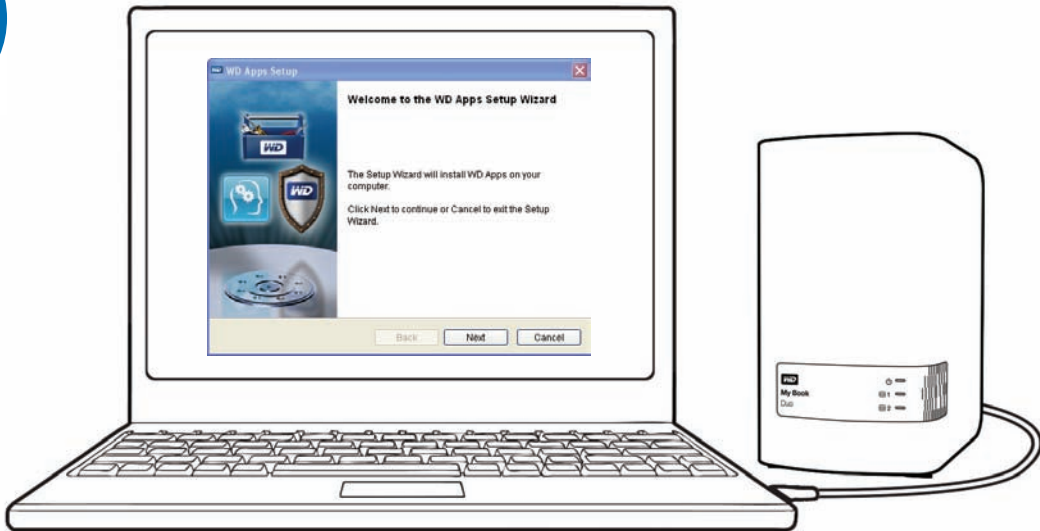 WD Apps Setup
Welcome to the WD Apps Setup Wizard
WD
WD
The Setup Wizard will install WD Apps on your
computer.
Click Next to continue or Cancel to exit the Setup
Wizard.
Back
Next
Cancel
WD
My Book
Duo
1
2